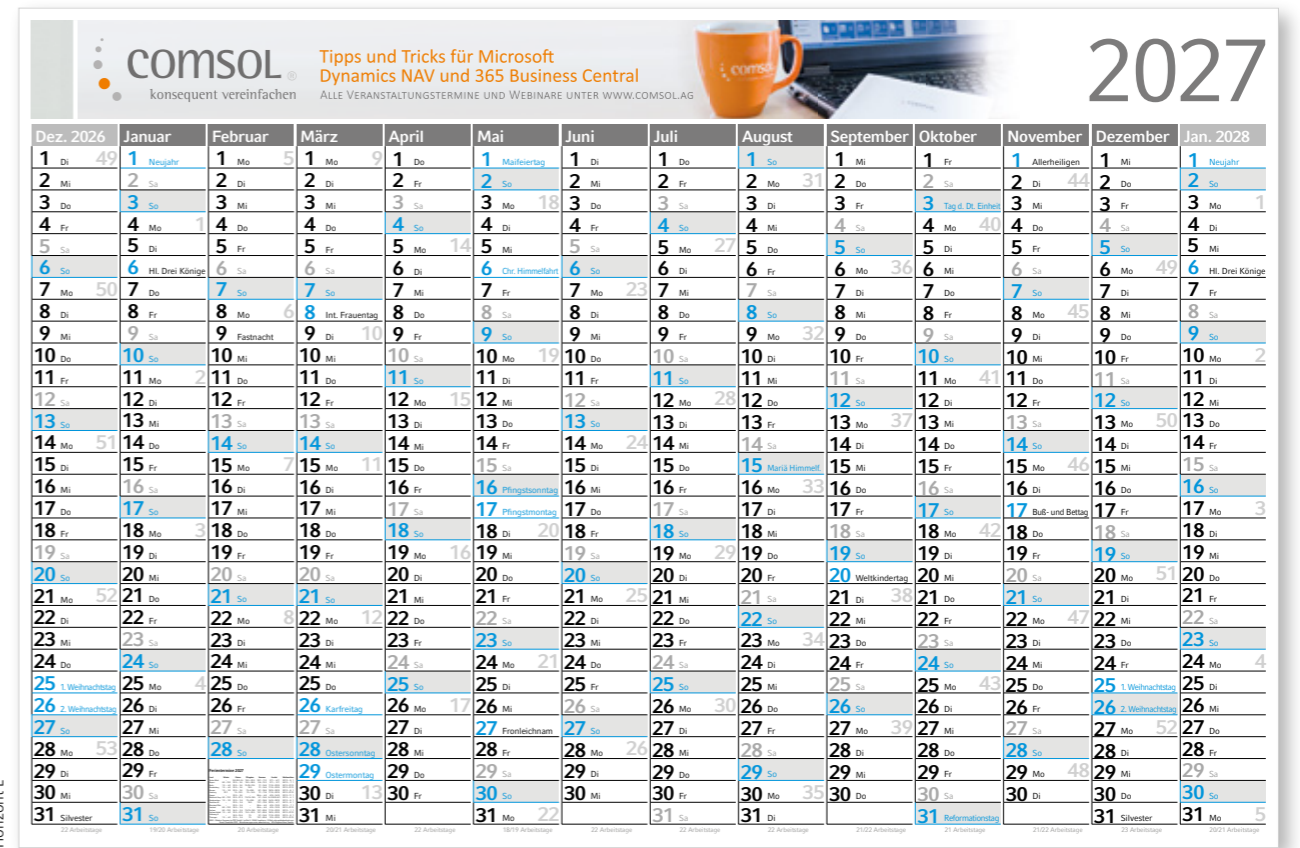 comsol ®
konsequent vereinfachen
Tipps und Tricks für Microsoft
Dynamics NAV und 365 Business Central
ALLE VERANSTALTUNGSTERMINE UND WEBINARE UNTER WWW.COMSOL.AG
comsol
2027
Dez. 2026 Januar Februar März April Mai Juni Juli August September Oktober November Dezember Jan. 2028
1 Di 49 1 Neujahr 1 Mo 5 1 Mo 9 1 Do 1 Maifeiertag 1 Di 1 Do 1 So 1 Mi 1 Fr 1 Allerheiligen 1 Mi 1 Neujahr
2 Mi 2 Sa 2 Di 2 Di 2 Fr 2 So 2 Mi 2 Fr 2 Mo 31 2 Do 2 Sa 2 Di 44 2 Do 2 So
3 Do 3 So 3 Mi 3 Mi 3 Sa 3 Mo 18 3 Do 3 Sa 3 Di 3 Fr 3 Tag d. Dt. Einheit 3 Mi 3 Fr 3 Mo 1
4 Fr 4 Mo 1 4 Do 4 Do 4 So 4 Di 4 Fr 4 So 4 Mi 4 Sa 4 Mo 40 4 Do 4 Sa 4 Di
5 Sa 5 Di 5 Fr 5 Fr 5 Mo 14 5 Mi 5 Sa 5 Mo 27 5 Do 5 So 5 Di 5 Fr 5 So 5 Mi
6 So 6 Hl. Drei Könige 6 Sa 6 Sa 6 Di 6 Chr. Himmelfahrt 6 So 6 Di 6 Fr 6 Mo 36 6 Mi 6 Sa 6 Mo 49 6 Hl. Drei Könige
7 Mo 50 7 Do 7 So 7 So 7 Mi 7 Fr 7 Mo 23 7 Mi 7 Sa 7 Di 7 Do 7 So 7 Di 7 Fr
8 Di 8 Fr 8 Mo 6 8 Int. Frauentag 8 Do 8 Sa 8 Di 8 Do 8 So 8 Mi 8 Fr 8 Mo 45 8 Mi 8 Sa
9 Mi 9 Sa 9 Fastnacht 9 Di 10 9 Fr 9 So 9 Mi 9 Fr 9 Mo 32 9 Do 9 Sa 9 Di 9 Do 9 So
10 Do 10 So 10 Mi 10 Mi 10 Sa 10 Mo 19 10 Do 10 Sa 10 Di 10 Fr 10 So 10 Mi 10 Fr 10 Mo 2
11 Fr 11 Mo 2 11 Do 11 Do 11 So 11 Di 11 Fr 11 So 11 Mi 11 Sa 11 Mo 41 11 Do 11 Sa 11 Di
12 Sa 12 Di 12 Fr 12 Fr 12 Mo 15 12 Mi 12 Sa 12 Mo 28 12 Do 12 So 12 Di 12 Fr 12 So 12 Mi
13 So 13 Mi 13 Sa 13 Sa 13 Di 13 Do 13 So 13 Di 13 Fr 13 Mo 37 13 Mi 13 Sa 13 Mo 50 13 Do
14 Mo 51 14 Do 14 So 14 So 14 Mi 14 Fr 14 Mo 24 14 Mi 14 Sa 14 Di 14 Do 14 So 14 Di 14 Fr
15 Di 15 Fr 15 Mo 7 15 Mo 11 15 Do 15 Sa 15 Di 15 Do 15 Mariä Himmelf. 15 Mi 15 Fr 15 Mo 46 15 Mi 15 Sa
16 Mi 16 Sa 16 Di 16 Di 16 Fr 16 Pfingstsonntag 16 Mi 16 Fr 16 Mo 33 16 Do 16 Sa 16 Di 16 Do 16 So
17 Do 17 So 17 Mi 17 Mi 17 Sa 17 Pfingstmontag 17 Do 17 Sa 17 Di 17 Fr 17 So 17 Buß- und Bettag 17 Fr 17 Mo 3
18 Fr 18 Mo 3 18 Do 18 Do 18 So 18 Di 20 18 Fr 18 So 18 Mi 18 Sa 18 Mo 42 18 Do 18 Sa 18 Di
19 Sa 19 Di 19 Fr 19 Fr 19 Mo 16 19 Mi 19 Sa 19 Mo 29 19 Do 19 So 19 Di 19 Fr 19 So 19 Mi
20 So 20 Mi 20 Sa 20 Sa 20 Di 20 Do 20 So 20 Di 20 Fr 20 Weltkindertag 20 Mi 20 Sa 20 Mo 51 20 Do
21 Mo 52 21 Do 21 So 21 So 21 Mi 21 Fr 21 Mo 25 21 Mi 21 Sa 21 Di 38 21 Do 21 So 21 Di 21 Fr
22 Di 22 Fr 22 Mo 8 22 Mo 12 22 Do 22 Sa 22 Di 22 Do 22 So 22 Mi 22 Fr 22 Mo 47 22 Mi 22 Sa
23 Mi 23 Sa 23 Di 23 Di 23 Fr 23 So 23 Mi 23 Fr 23 Mo 34 23 Do 23 Sa 23 Di 23 Do 23 So
24 Do 24 So 24 Mi 24 Mi 24 Sa 24 Mo 21 24 Do 24 Sa 24 Di 24 Fr 24 So 24 Mi 24 Fr 24 Mo 4
25 1. Weihnachtstag 25 Mo 4 25 Do 25 Do 25 So 25 Di 25 Fr 25 So 25 Mi 25 Sa 25 Mo 43 25 Do 25 1. Weihnachtstag 25 Di
26 2. Weihnachtstag 26 Di 26 Fr 26 Karfreitag 26 Mo 17 26 Mi 26 Sa 26 Mo 30 26 Do 26 So 26 Di 26 Fr 26 2. Weihnachtstag 26 Mi
27 So 27 Mi 27 Sa 27 Sa 27 Di 27 Fronleichnam 27 So 27 Di 27 Fr 27 Mo 39 27 Mi 27 Sa 27 Mo 52 27 Do
28 Mo 53 28 Do 28 So 28 Ostersonntag 28 Mi 28 Fr 28 Mo 26 28 Mi 28 Sa 28 Di 28 Do 28 So 28 Di 28 Fr
29 Di 29 Fr 29 Ostermontag 29 Do 29 Sa 29 Di 29 Do 29 So 29 Mi 29 Fr 29 Mo 48 29 Mi 29 Sa
30 Mi 30 Sa 30 Di 13 30 Fr 30 So 30 Mi 30 Fr 30 Mo 35 30 Do 30 Sa 30 Di 30 Do 30 So
31 Silvester 31 So 31 Mi 31 Mo 22 31 Sa 31 Di 31 Reformationstag 31 Silvester 31 Mo 5
22 Arbeitstage 19/20 Arbeitstage 20 Arbeitstage 20/21 Arbeitstage 22 Arbeitstage 18/19 Arbeitstage 22 Arbeitstage 22 Arbeitstage 22 Arbeitstage 21/22 Arbeitstage 21 Arbeitstage 21/22 Arbeitstage 23 Arbeitstage 20/21 Arbeitstage